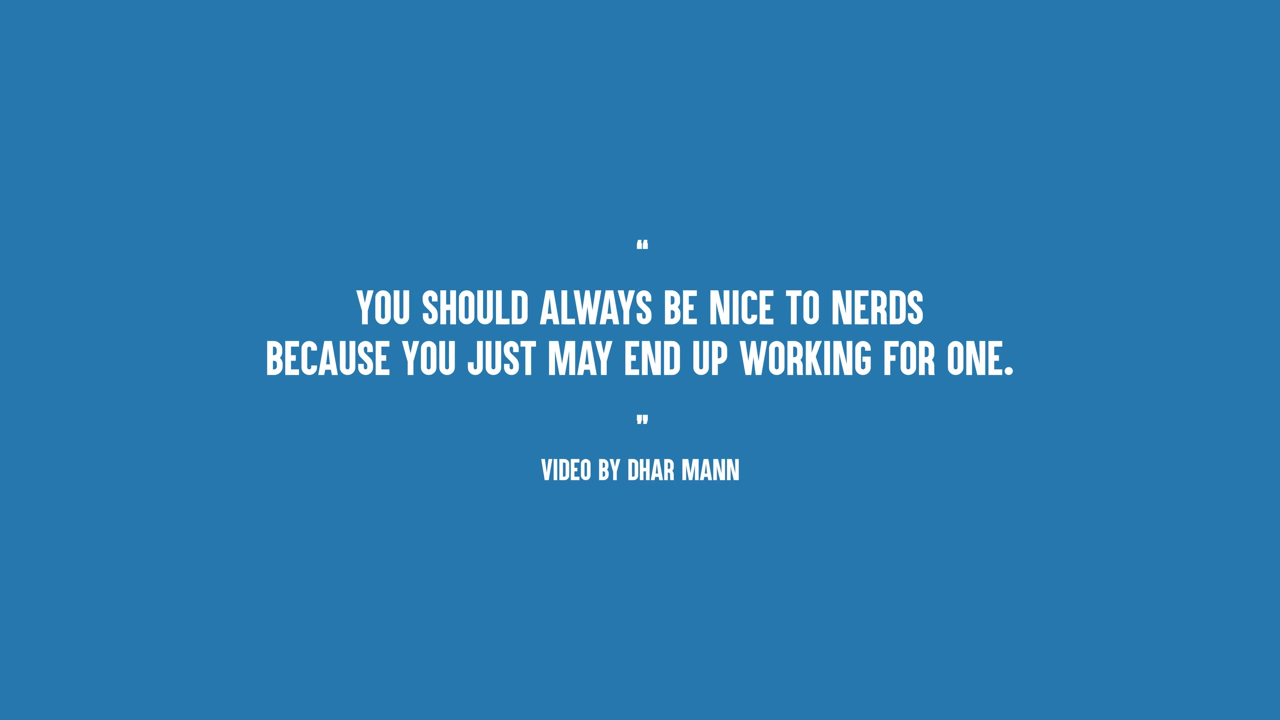 “
YOU SHOULD ALWAYS BE NICE TO NERDS
BECAUSE YOU JUST MAY END UP WORKING FOR ONE.
”
VIDEO BY DHAR MANN